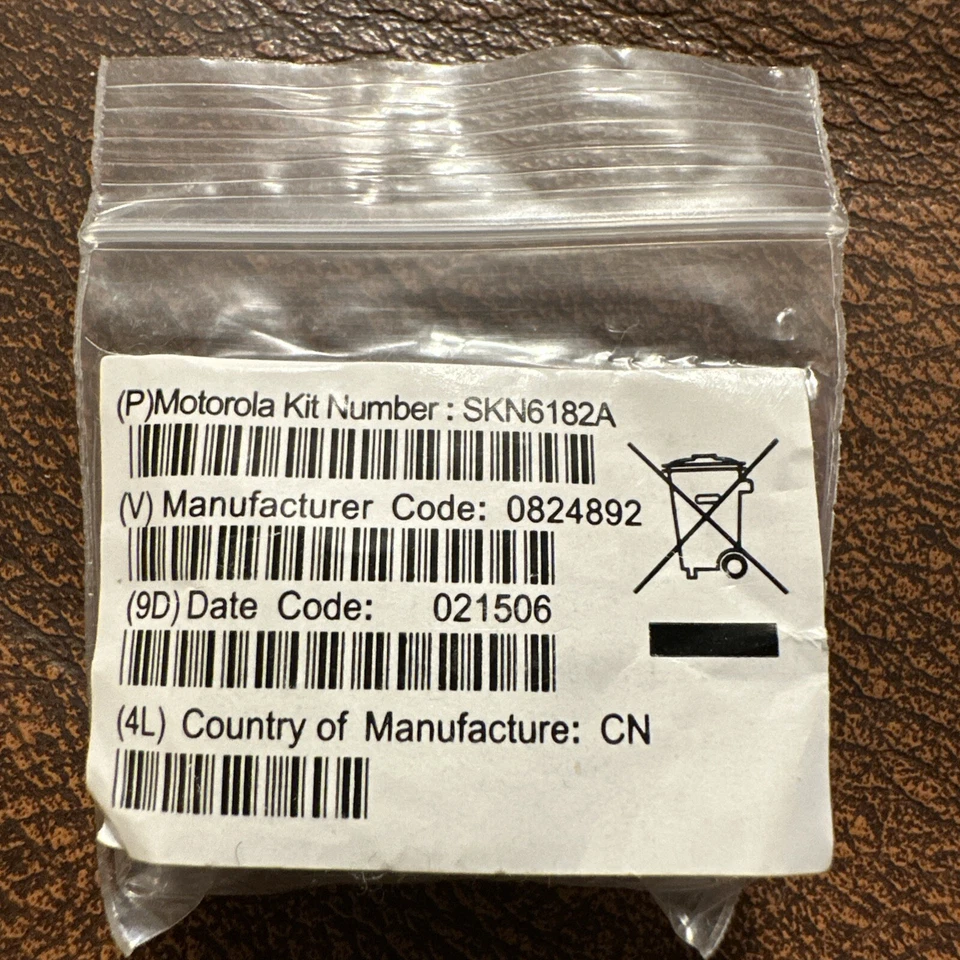 (P)Motorola Kit Number : SKN6182A
(V) Manufacturer Code: 0824892
(9D) Date Code: 021506
(4L) Country of Manufacture: CN